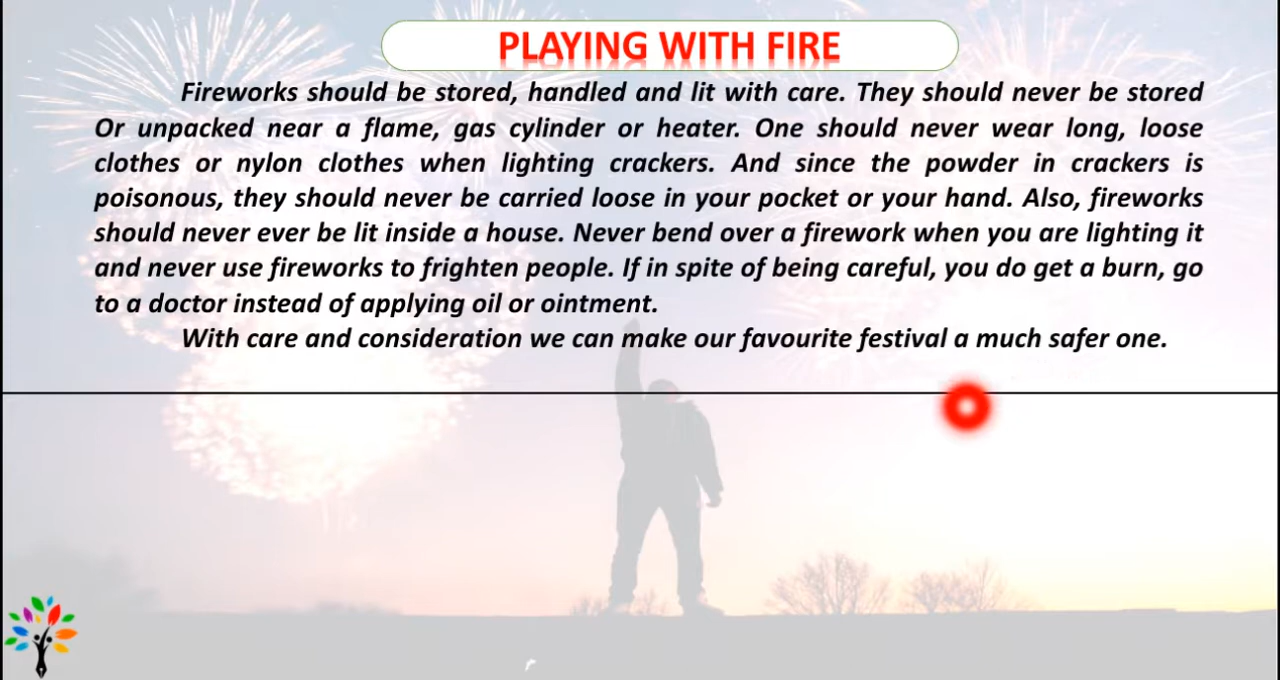 PLAYING WITH FIRE
Fireworks should be stored, handled and lit with care. They should never be stored
Or unpacked near a flame, gas cylinder or heater. One should never wear long, loose
clothes or nylon clothes when lighting crackers. And since the powder in crackers is
poisonous, they should never be carried loose in your pocket or your hand. Also, fireworks
should never ever be lit inside a house. Never bend over a firework when you are lighting it
and never use fireworks to frighten people. If in spite of being careful, you do get a burn, go
to a doctor instead of applying oil or ointment.
With care and consideration we can make our favourite festival a much safer one.